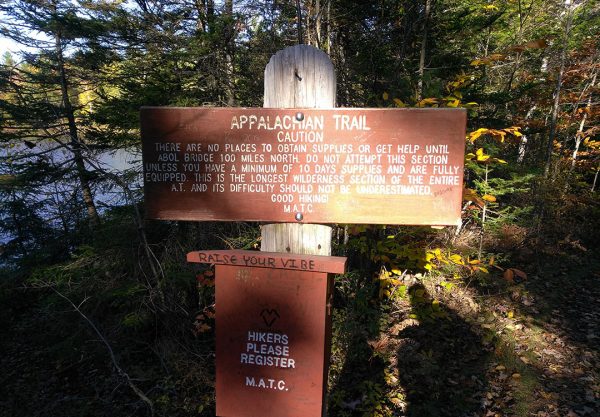 APPALACHIAN TRAIL
CAUTION
THERE ARE NO PLACES TO OBTAIN SUPPLIES OR GET HELP UNTIL
ABOL BRIDGE 100 MILES NORTH. DO NOT ATTEMPT THIS SECTION
UNLESS YOU HAVE A MINIMUM OF 10 DAYS SUPPLIES AND ARE FULLY
EQUIPPED. THIS IS THE LONGEST WILDERNESS SECTION OF THE ENTIRE
A.T. AND ITS DIFFICULTY SHOULD NOT BE UNDERESTIMATED.
GOOD HIKING!
M.A.T.C.
RAISE YOUR VIBE
HIKERS
PLEASE
REGISTER
M.A.T.C.